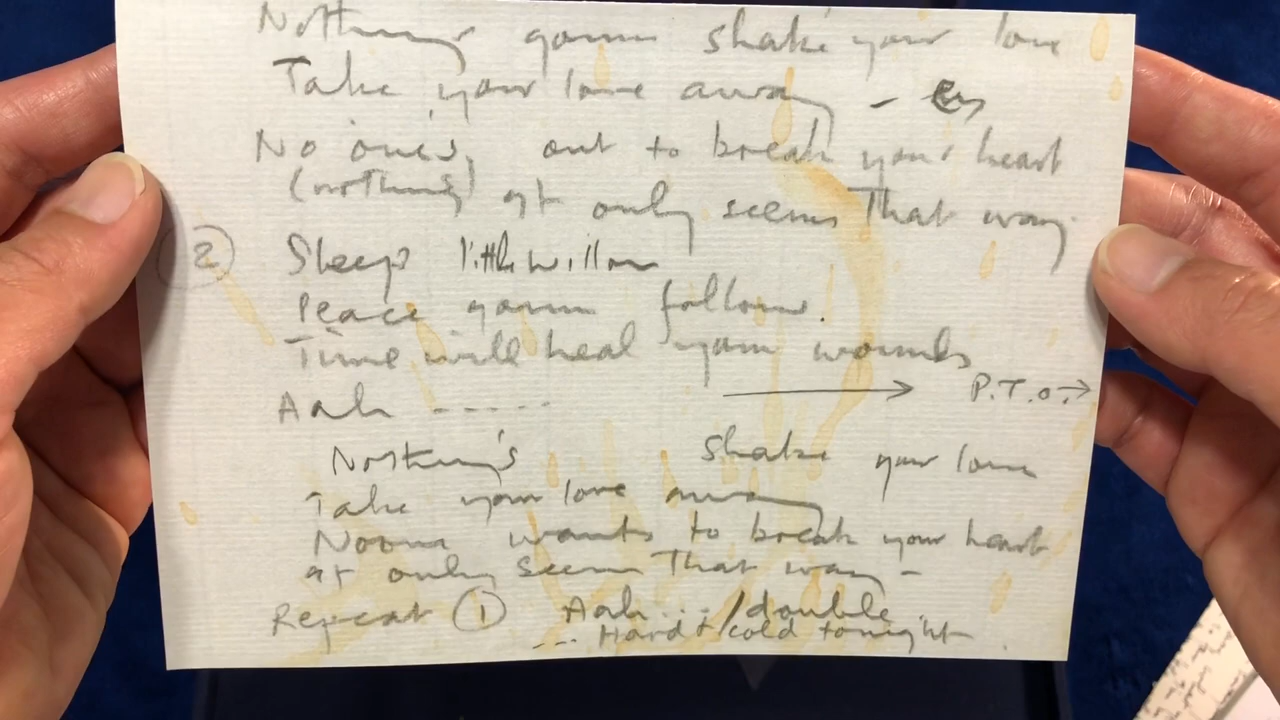 Nothing gonna shake your love
Take your love away -
No one's, out to break your heart
(nothing) It only seems That way.
② Sleep little willow
Peace gonna follow.
Time will heal your wounds
Aah ------ → P.T.O. →
Nothing's shake your love
Take your love away
Noone wants to break your heart
It only seems That way -
Repeat ① Aah..../double
... Hard + cold tonight